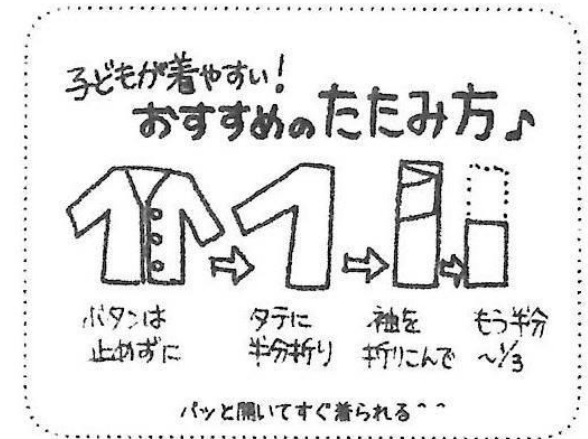 子どもが着やすい!
おすすめのたたみ方♪
ボタンは
止めずに
タテに
半分折り
袖を
折りこんで
もう半分
～1/3
パッと開いてすぐ着られる^^